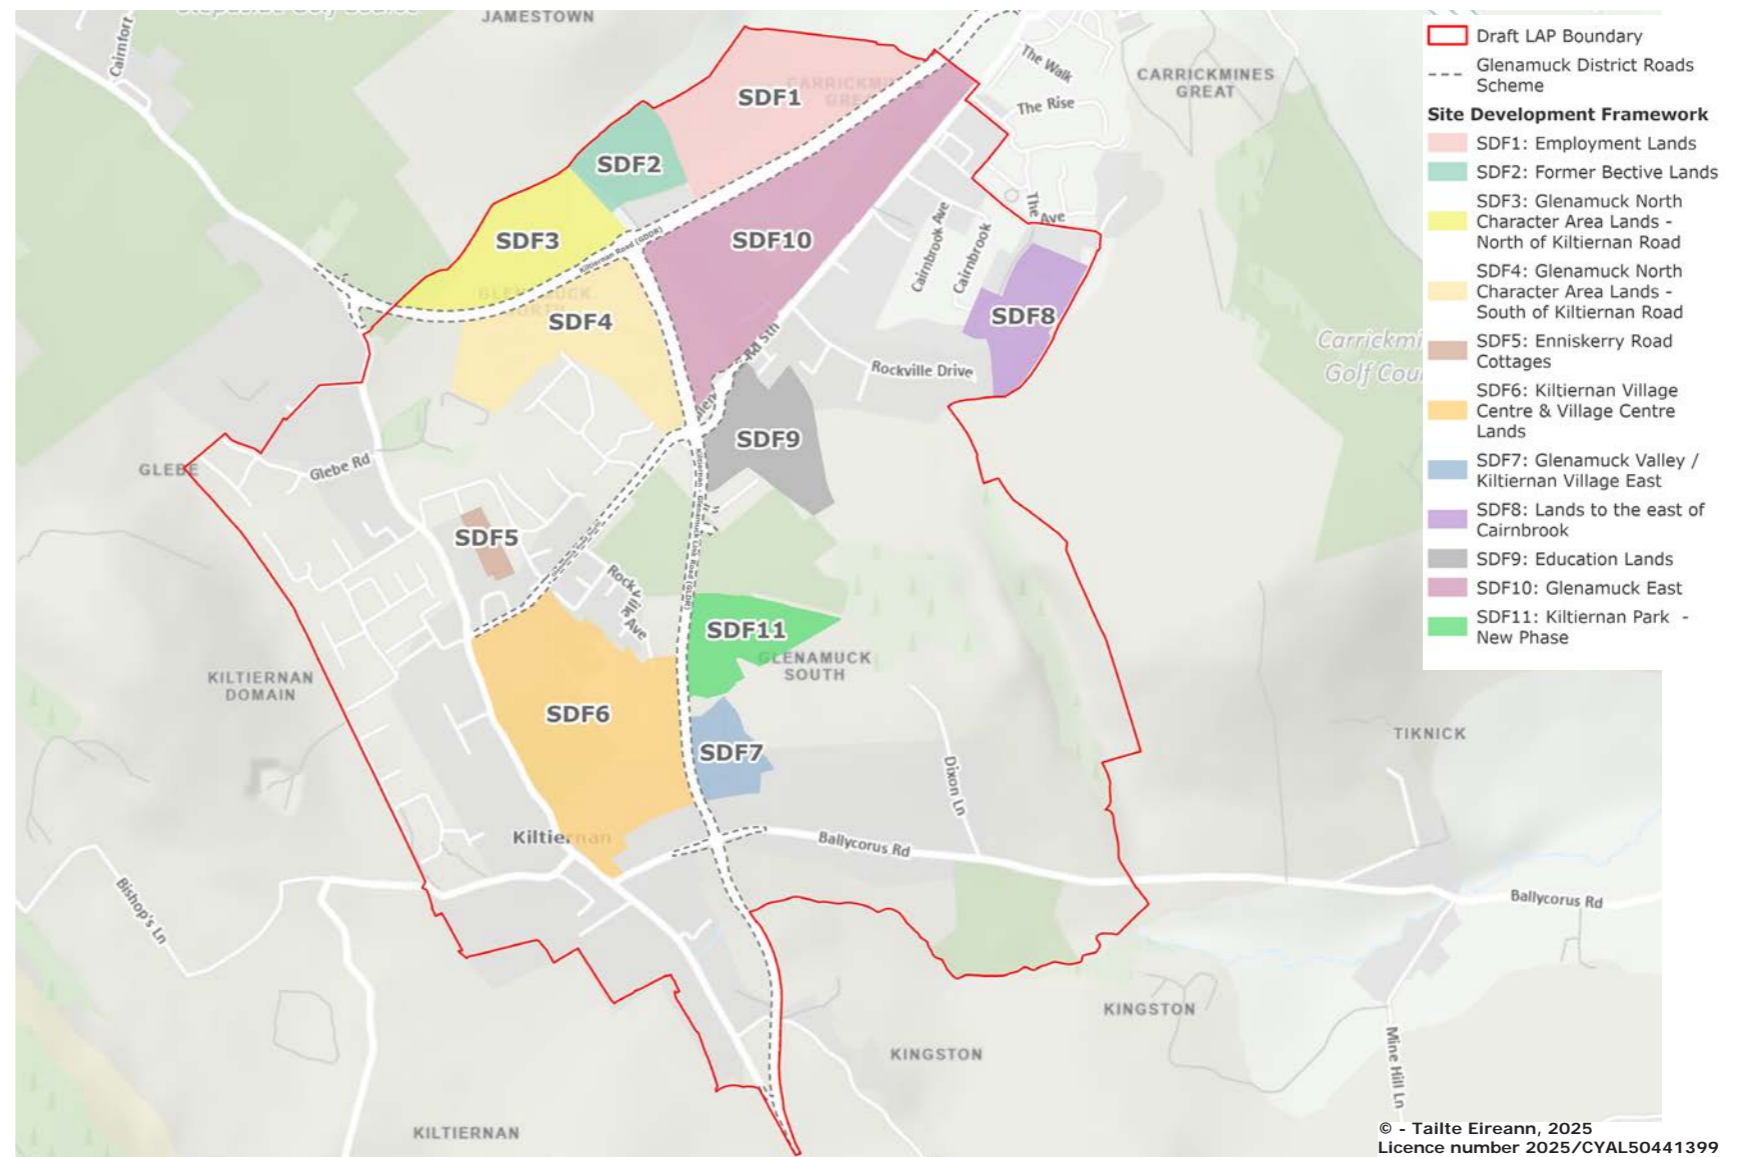 JAMESTOWN
Cairnfort
The Walk
The Rise
CARRICKMINES
GREAT
The Ave
SDF1
SDF2
SDF3
Kiltiernan Road (GDDR)
SDF10
Cairnbrook Ave
Cairnbrook
SDF8
SDF4
Rd Sth
Rockville Drive
SDF9
GLEBE
Glebe Rd
SDF5
Rockville Ave
SDF11
GLENAMUCK
SOUTH
KILTIERNAN
DOMAIN
SDF6
SDF7
TIKNICK
Dixon Ln
Kiltiernan
Ballycorus Rd
Bishop's Ln
Ballycorus Rd
KINGSTON
KINGSTON
Mine Hill Ln
KILTIERNAN
Draft LAP Boundary
Glenamuck District Roads
Scheme
Site Development Framework
SDF1: Employment Lands
SDF2: Former Bective Lands
SDF3: Glenamuck North
Character Area Lands -
North of Kiltiernan Road
SDF4: Glenamuck North
Character Area Lands -
South of Kiltiernan Road
SDF5: Enniskerry Road
Cottages
SDF6: Kiltiernan Village
Centre & Village Centre
Lands
SDF7: Glenamuck Valley /
Kiltiernan Village East
SDF8: Lands to the east of
Cairnbrook
SDF9: Education Lands
SDF10: Glenamuck East
SDF11: Kiltiernan Park -
New Phase
© - Tailte Eireann, 2025
Licence number 2025/CYAL50441399